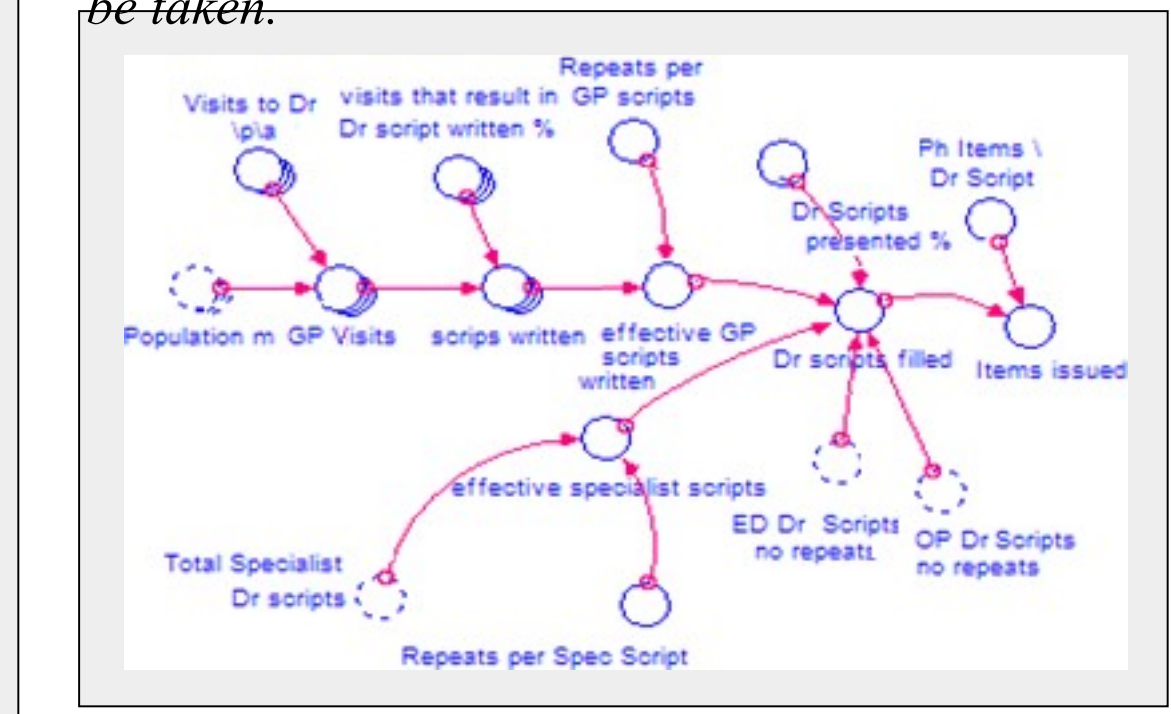 be taken.
Repeats per
GP scripts
Visits to Dr
\p\a
visits that result in
Dr script written %
Ph Items \
Dr Script
Dr Scripts
presented %
Population m
GP Visits
scrips written
effective GP
scripts
written
Dr scripts filled
Items issued
effective specialist scripts
ED Dr Scripts
no repeats
OP Dr Scripts
no repeats
Total Specialist
Dr scripts
Repeats per Spec Script